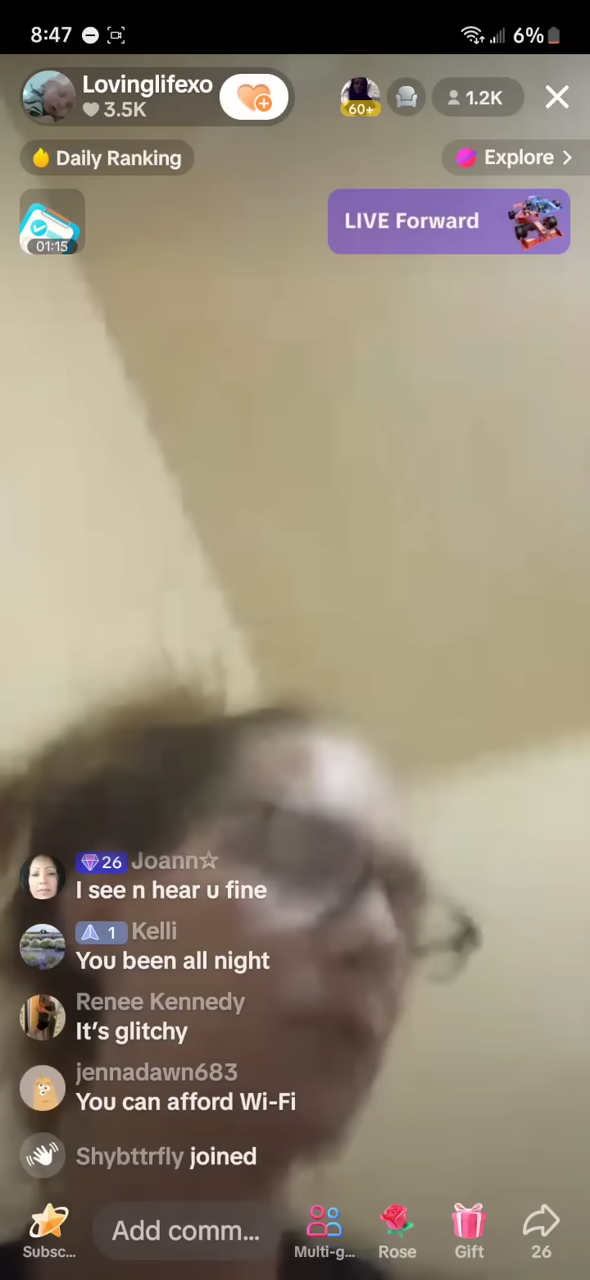 8:47
6%
Lovinglifexo
3.5K
60+
1.2K
Daily Ranking
Explore
01:15
LIVE Forward
26 Joann☆
I see n hear u fine
1 Kelli
You been all night
Renee Kennedy
It’s glitchy
jennadawn683
You can afford Wi-Fi
Shybttrfly joined
Subsc...
Add comm...
Multi-g...
Rose
Gift
26